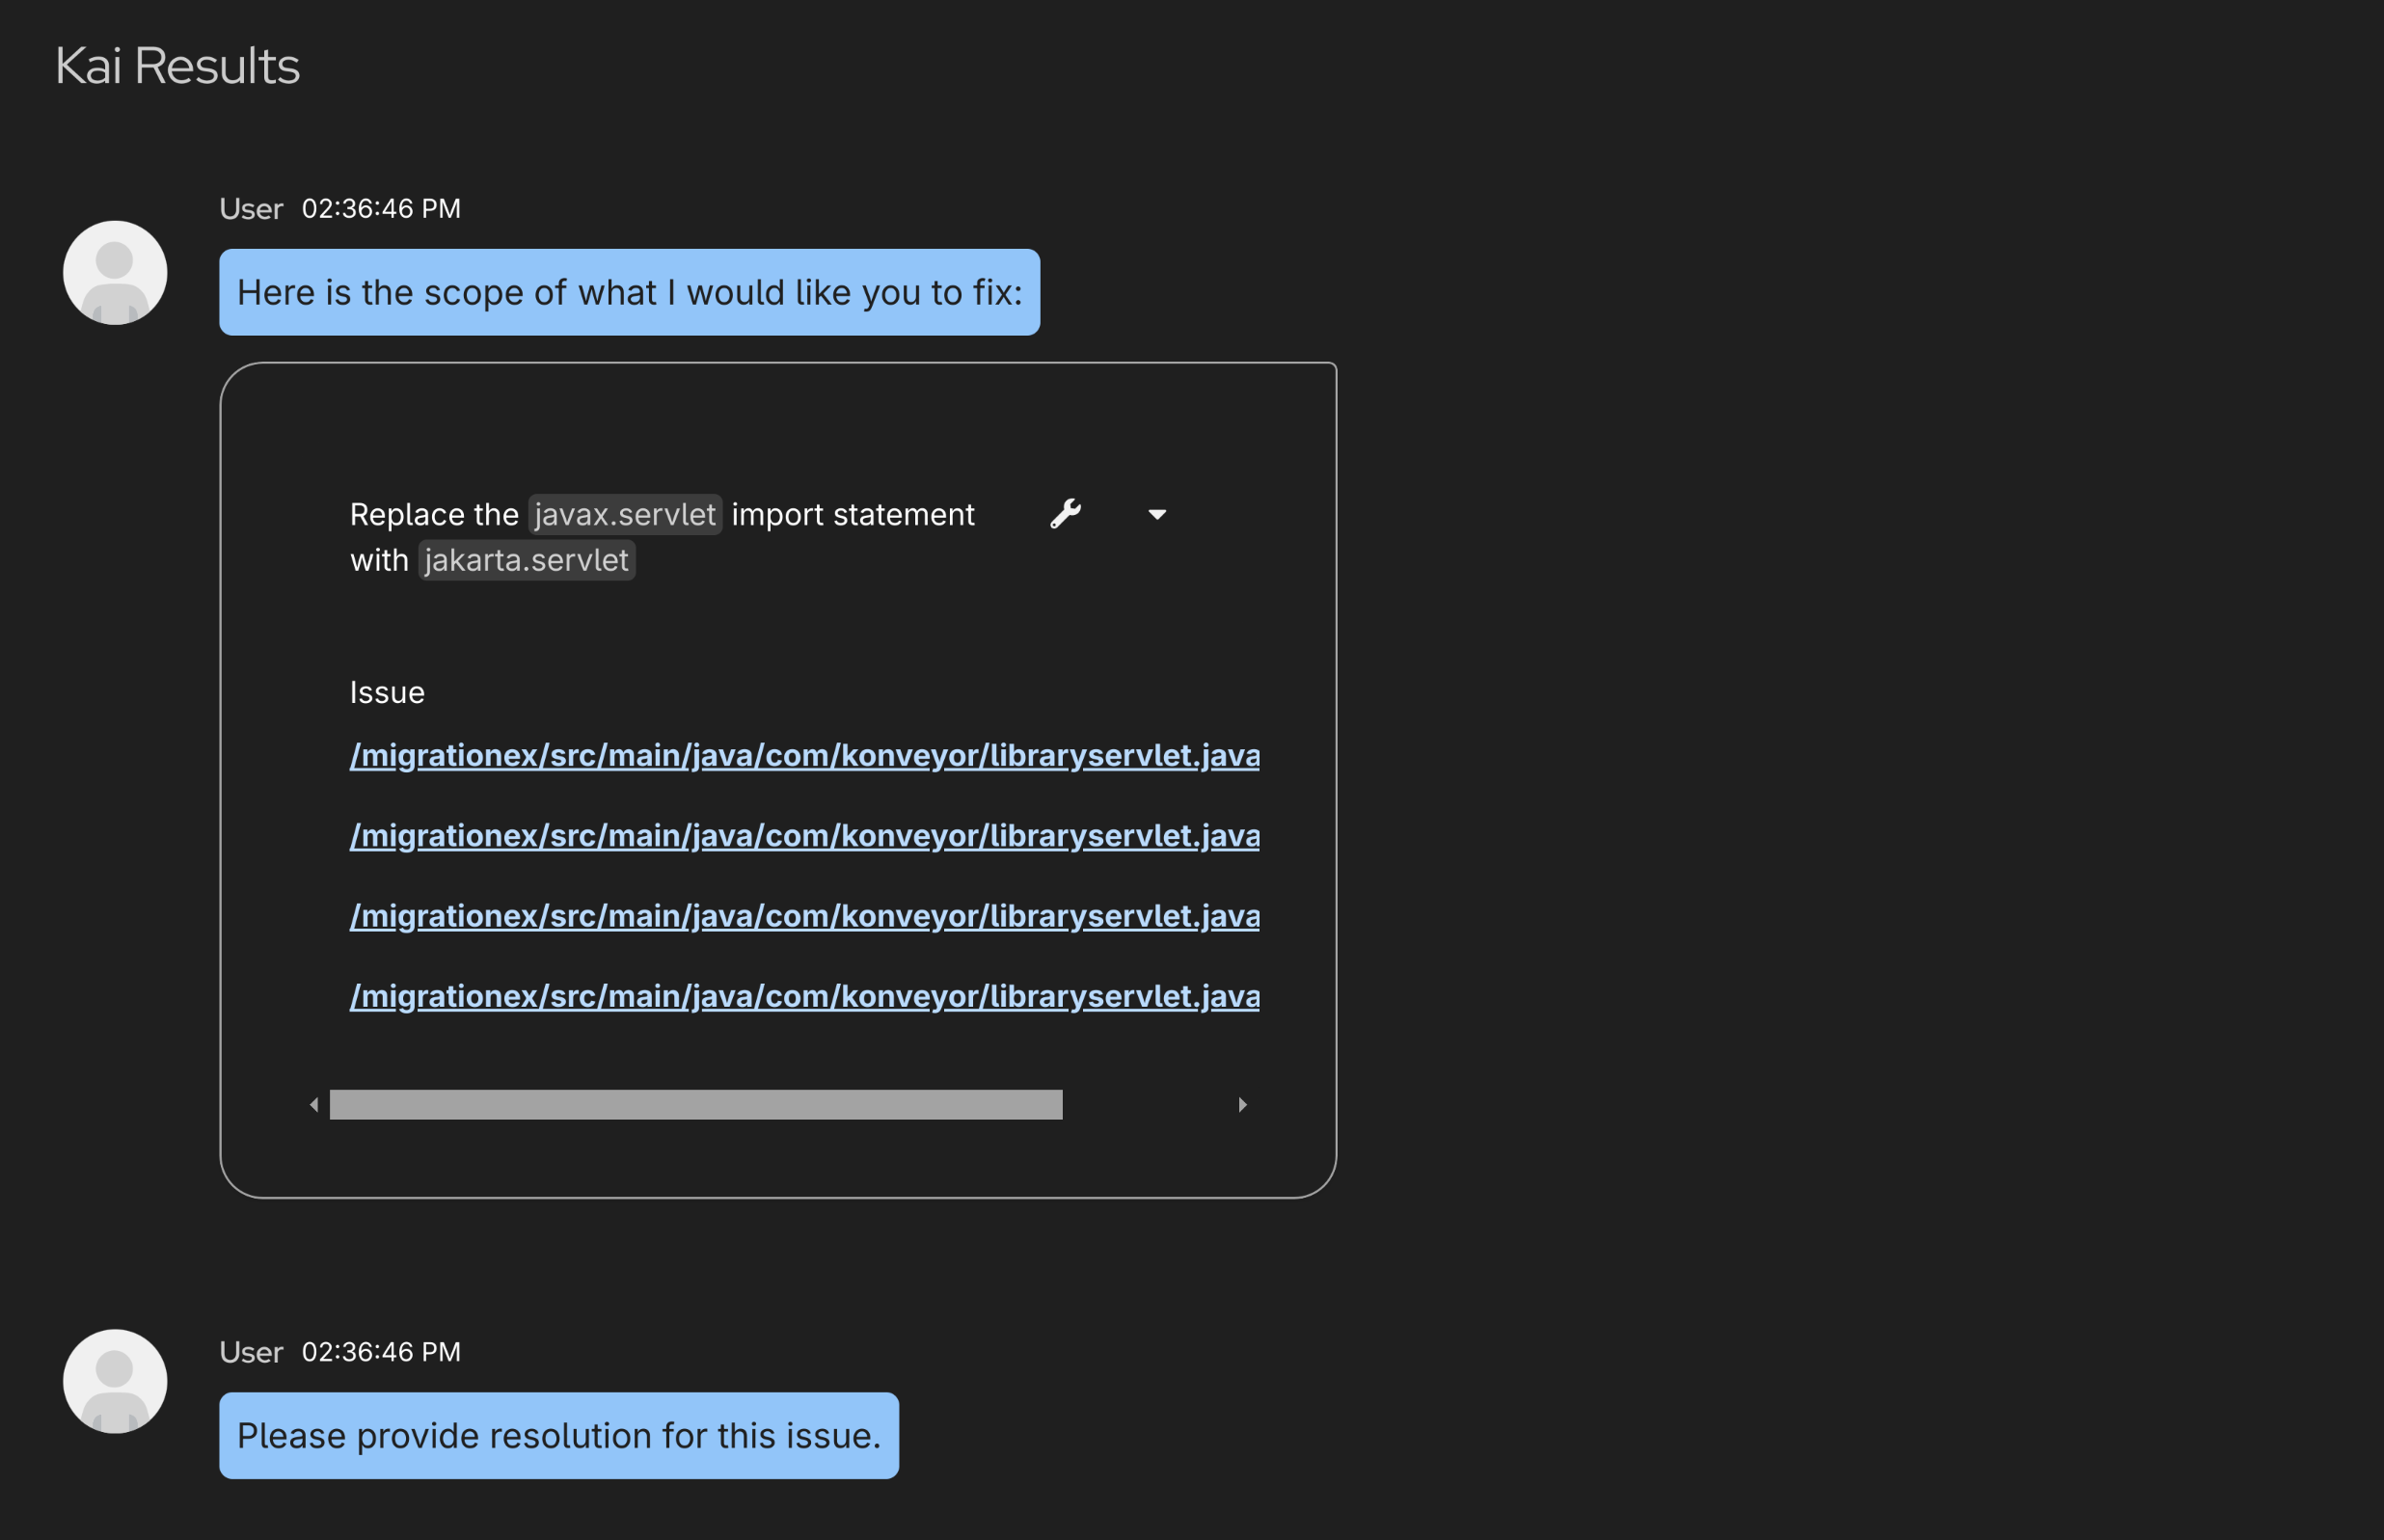 Kai Results
User 02:36:46 PM
Here is the scope of what I would like you to fix:
Replace the javax.servlet import statement
with jakarta.servlet
Issue
/migrationex/src/main/java/com/konveyor/libraryservlet.java
/migrationex/src/main/java/com/konveyor/libraryservlet.java
/migrationex/src/main/java/com/konveyor/libraryservlet.java
/migrationex/src/main/java/com/konveyor/libraryservlet.java
User 02:36:46 PM
Please provide resolution for this issue.